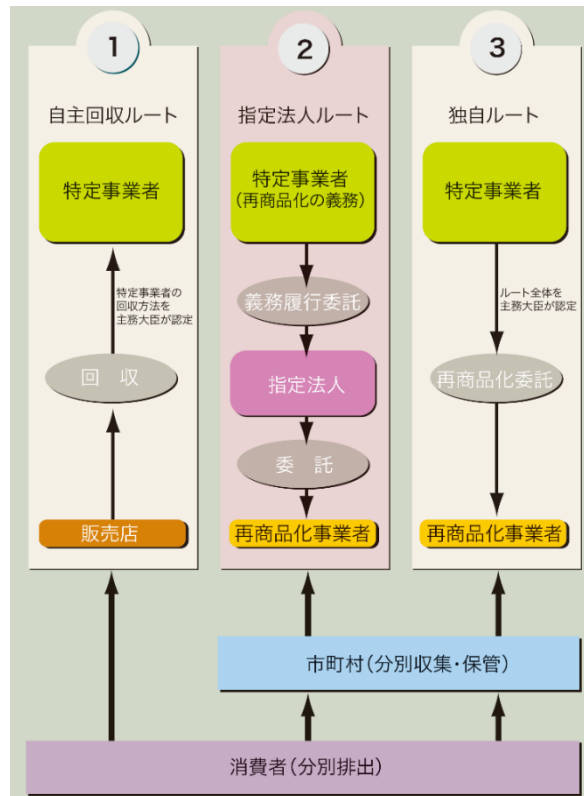 1
自主回収ルート
特定事業者
特定事業者の
回収方法を
主務大臣が認定
回 収
販売店
2
指定法人ルート
特定事業者
(再商品化の義務)
義務履行委託
指定法人
委 託
再商品化事業者
3
独自ルート
特定事業者
ルート全体を
主務大臣が認定
再商品化委託
再商品化事業者
市町村(分別収集・保管)
消費者(分別排出)